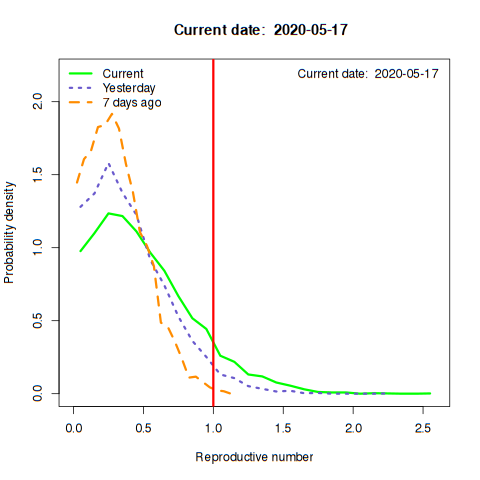 Current date:  2020-05-17
Current date:  2020-05-17
Current
Yesterday
7 days ago
Probability density
2.0
1.5
1.0
0.5
0.0
0.0 0.5 1.0 1.5 2.0 2.5
Reproductive number